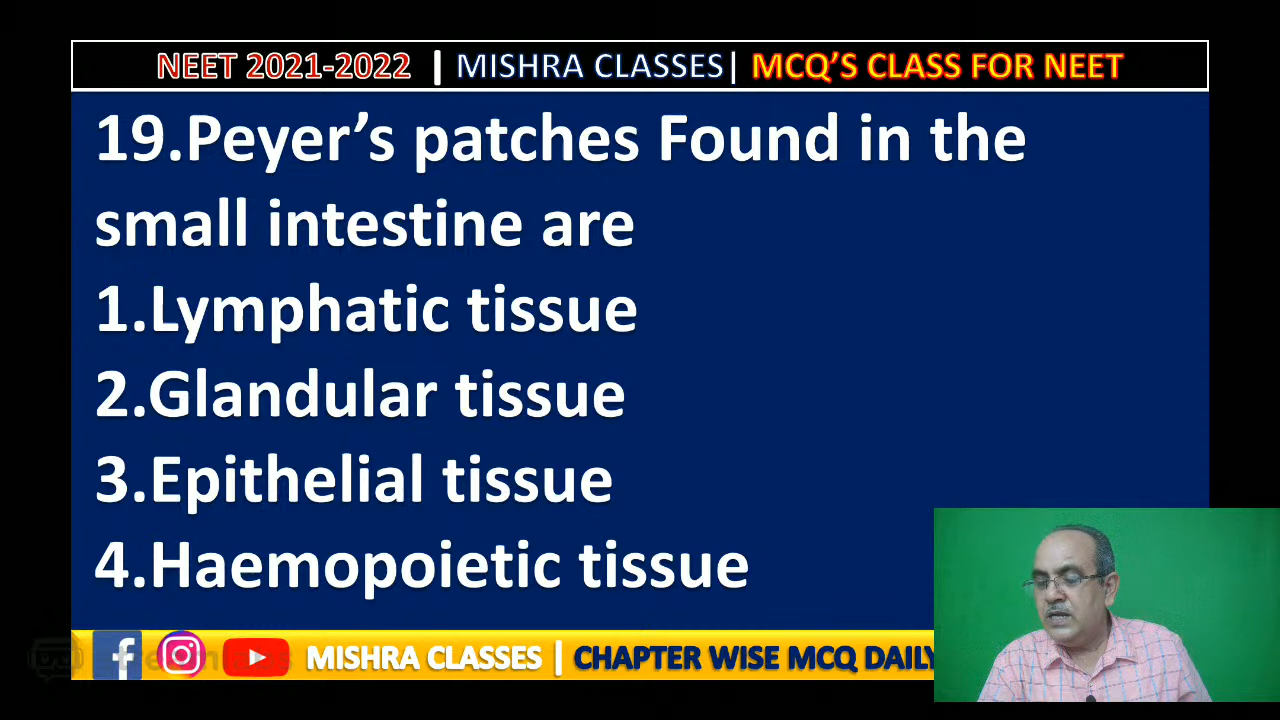 NEET 2021-2022 | MISHRA CLASSES| MCQ’S CLASS FOR NEET
19.Peyer’s patches Found in the
small intestine are
1.Lymphatic tissue
2.Glandular tissue
3.Epithelial tissue
4.Haemopoietic tissue
MISHRA CLASSES | CHAPTER WISE MCQ DAILY